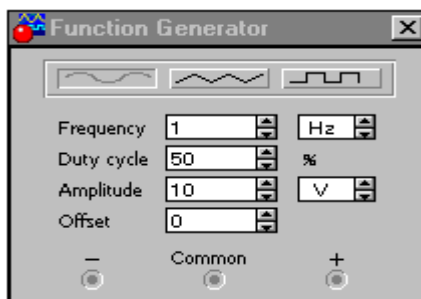 Function Generator
Frequency 1 Hz
Duty cycle 50 %
Amplitude 10 V
Offset 0
− Common +